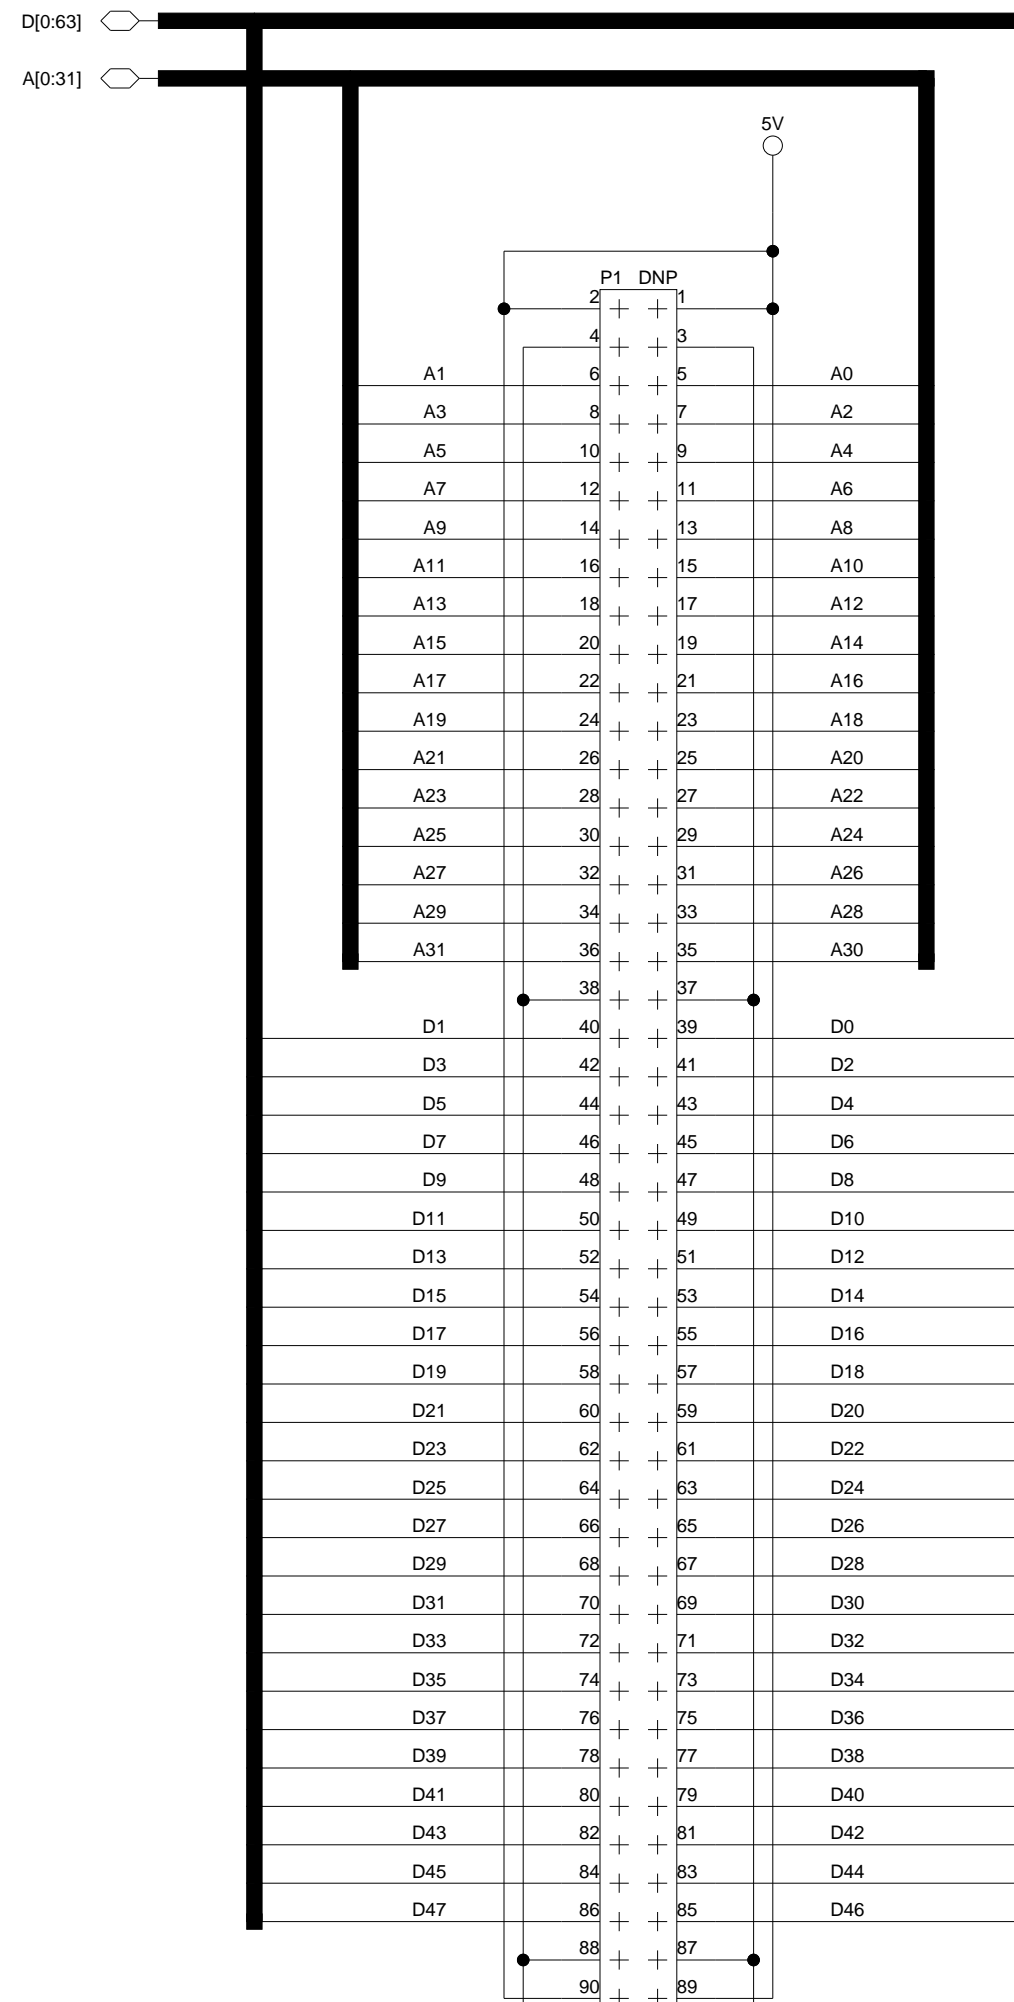 D[0:63]
A[0:31]
5V
P1 DNP
2 1
4 3
A1 6 5 A0
A3 8 7 A2
A5 10 9 A4
A7 12 11 A6
A9 14 13 A8
A11 16 15 A10
A13 18 17 A12
A15 20 19 A14
A17 22 21 A16
A19 24 23 A18
A21 26 25 A20
A23 28 27 A22
A25 30 29 A24
A27 32 31 A26
A29 34 33 A28
A31 36 35 A30
38 37
D1 40 39 D0
D3 42 41 D2
D5 44 43 D4
D7 46 45 D6
D9 48 47 D8
D11 50 49 D10
D13 52 51 D12
D15 54 53 D14
D17 56 55 D16
D19 58 57 D18
D21 60 59 D20
D23 62 61 D22
D25 64 63 D24
D27 66 65 D26
D29 68 67 D28
D31 70 69 D30
D33 72 71 D32
D35 74 73 D34
D37 76 75 D36
D39 78 77 D38
D41 80 79 D40
D43 82 81 D42
D45 84 83 D44
D47 86 85 D46
88 87
90 89